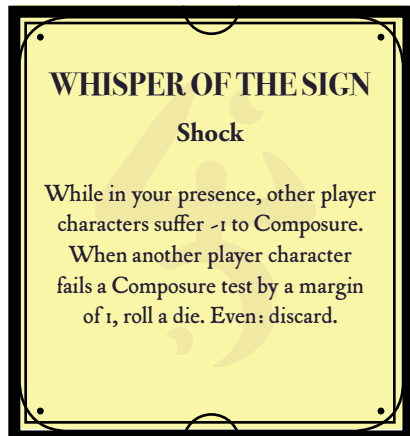 WHISPER OF THE SIGN
Shock
While in your presence, other player
characters suffer -1 to Composure.
When another player character
fails a Composure test by a margin
of 1, roll a die. Even: discard.